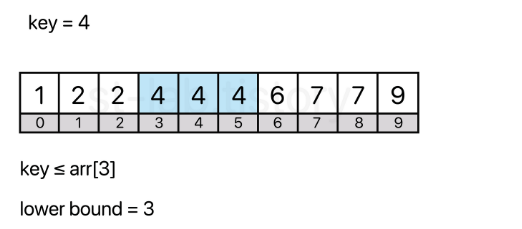 key = 4
1 2 2 4 4 4 6 7 7 9
0 1 2 3 4 5 6 7 8 9
key ≤ arr[3]
lower bound = 3